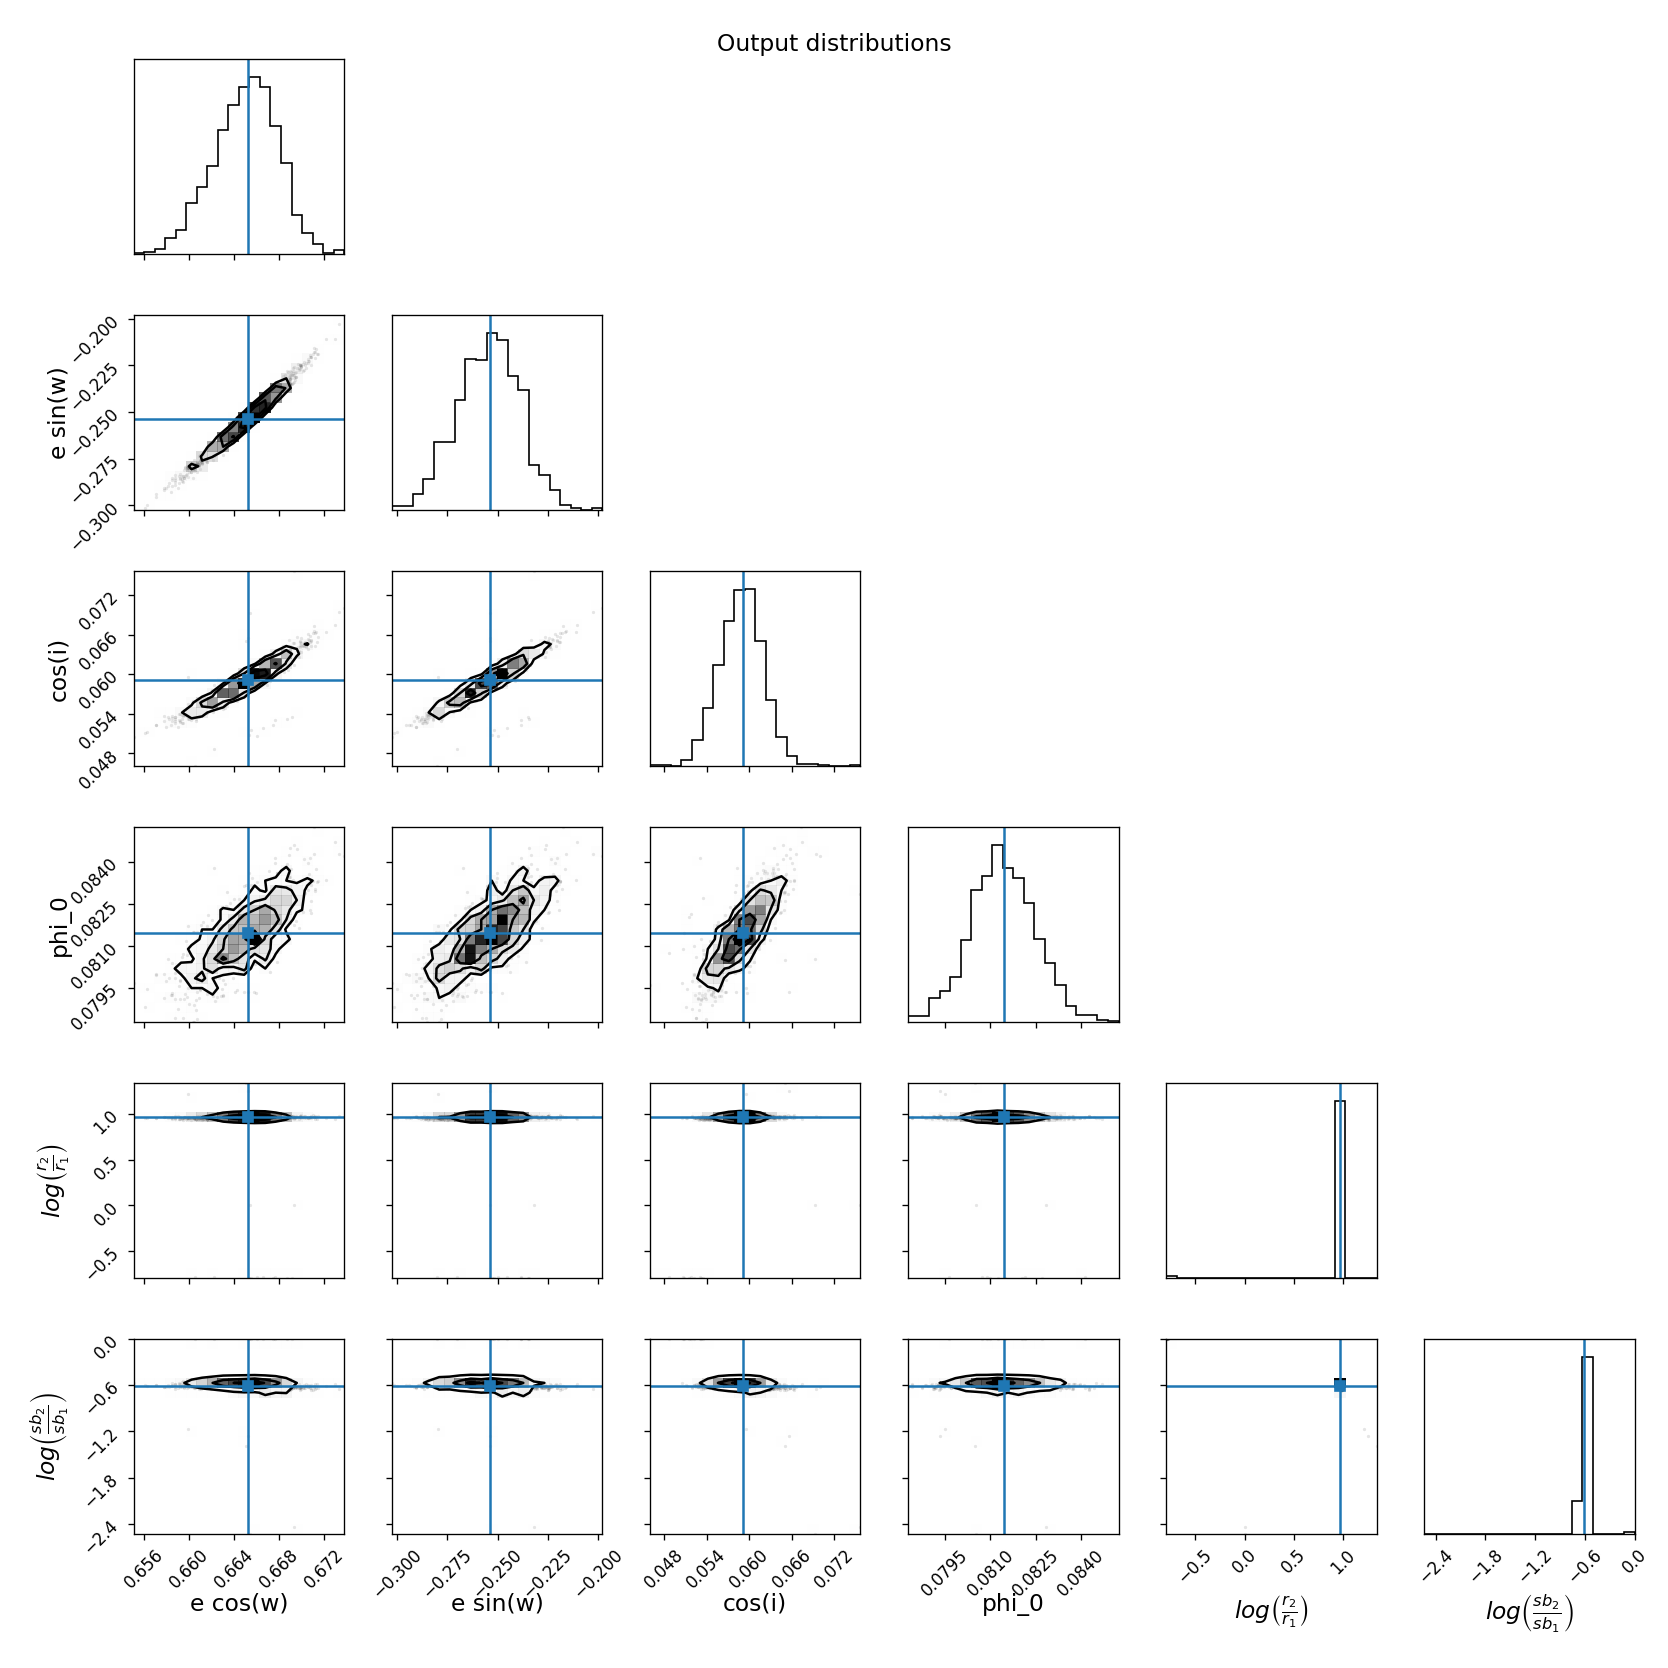 Output distributions
e sin(w)
−0.200
−0.225
−0.250
−0.275
−0.300
cos(i)
0.072
0.066
0.060
0.054
0.048
phi_0
0.0840
0.0825
0.0810
0.0795
log(r₂/r₁)
1.0
0.5
0.0
−0.5
log(sb₂/sb₁)
0.0
−0.6
−1.2
−1.8
−2.4
0.656 0.660 0.664 0.668 0.672
e cos(w)
−0.300 −0.275 −0.250 −0.225 −0.200
e sin(w)
0.048 0.054 0.060 0.066 0.072
cos(i)
0.0795 0.0810 0.0825 0.0840
phi_0
−0.5 0.0 0.5 1.0
log(r₂/r₁)
−2.4 −1.8 −1.2 −0.6 0.0
log(sb₂/sb₁)